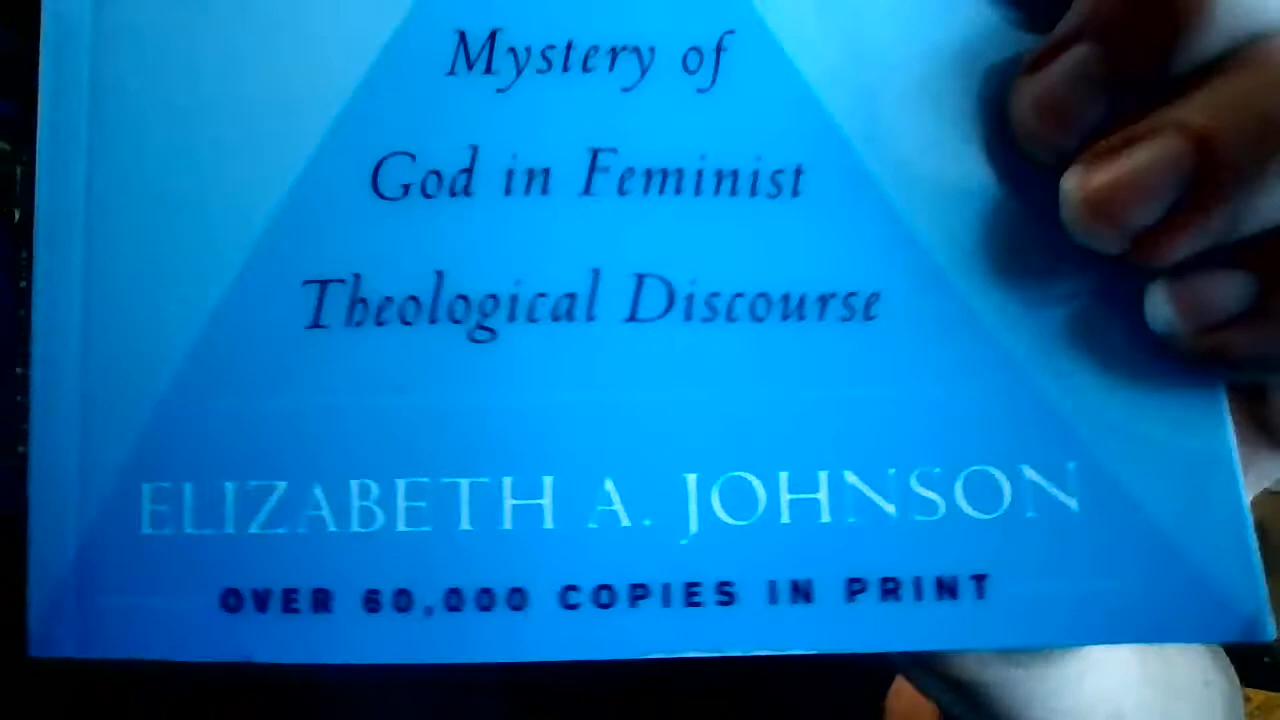 Mystery of
God in Feminist
Theological Discourse
ELIZABETH A. JOHNSON
OVER 60,000 COPIES IN PRINT